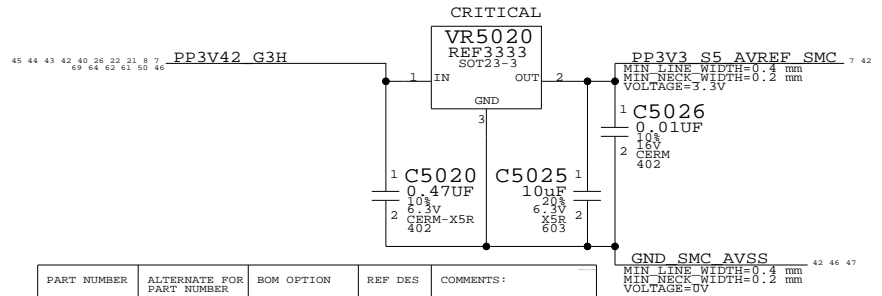 CRITICAL
VR5020
REF3333
SOT23-3
45 44 43 42 40 26 22 21 8 7
69 64 62 61 50 46
PP3V42_G3H
1 IN OUT 2
GND
3
PP3V3_S5_AVREF_SMC 7 42
MIN_LINE_WIDTH=0.4 mm
MIN_NECK_WIDTH=0.2 mm
VOLTAGE=3.3V
1 C5026
0.01UF
10%
16V
2 CERM
402
1 C5020
0.47UF
10%
6.3V
2 CERM-X5R
402
C5025 1
10uF
20%
6.3V 2
X5R
603
GND_SMC_AVSS 42 46 47
MIN_LINE_WIDTH=0.4 mm
MIN_NECK_WIDTH=0.2 mm
VOLTAGE=0V
PART NUMBER ALTERNATE FOR PART NUMBER BOM OPTION REF DES COMMENTS: